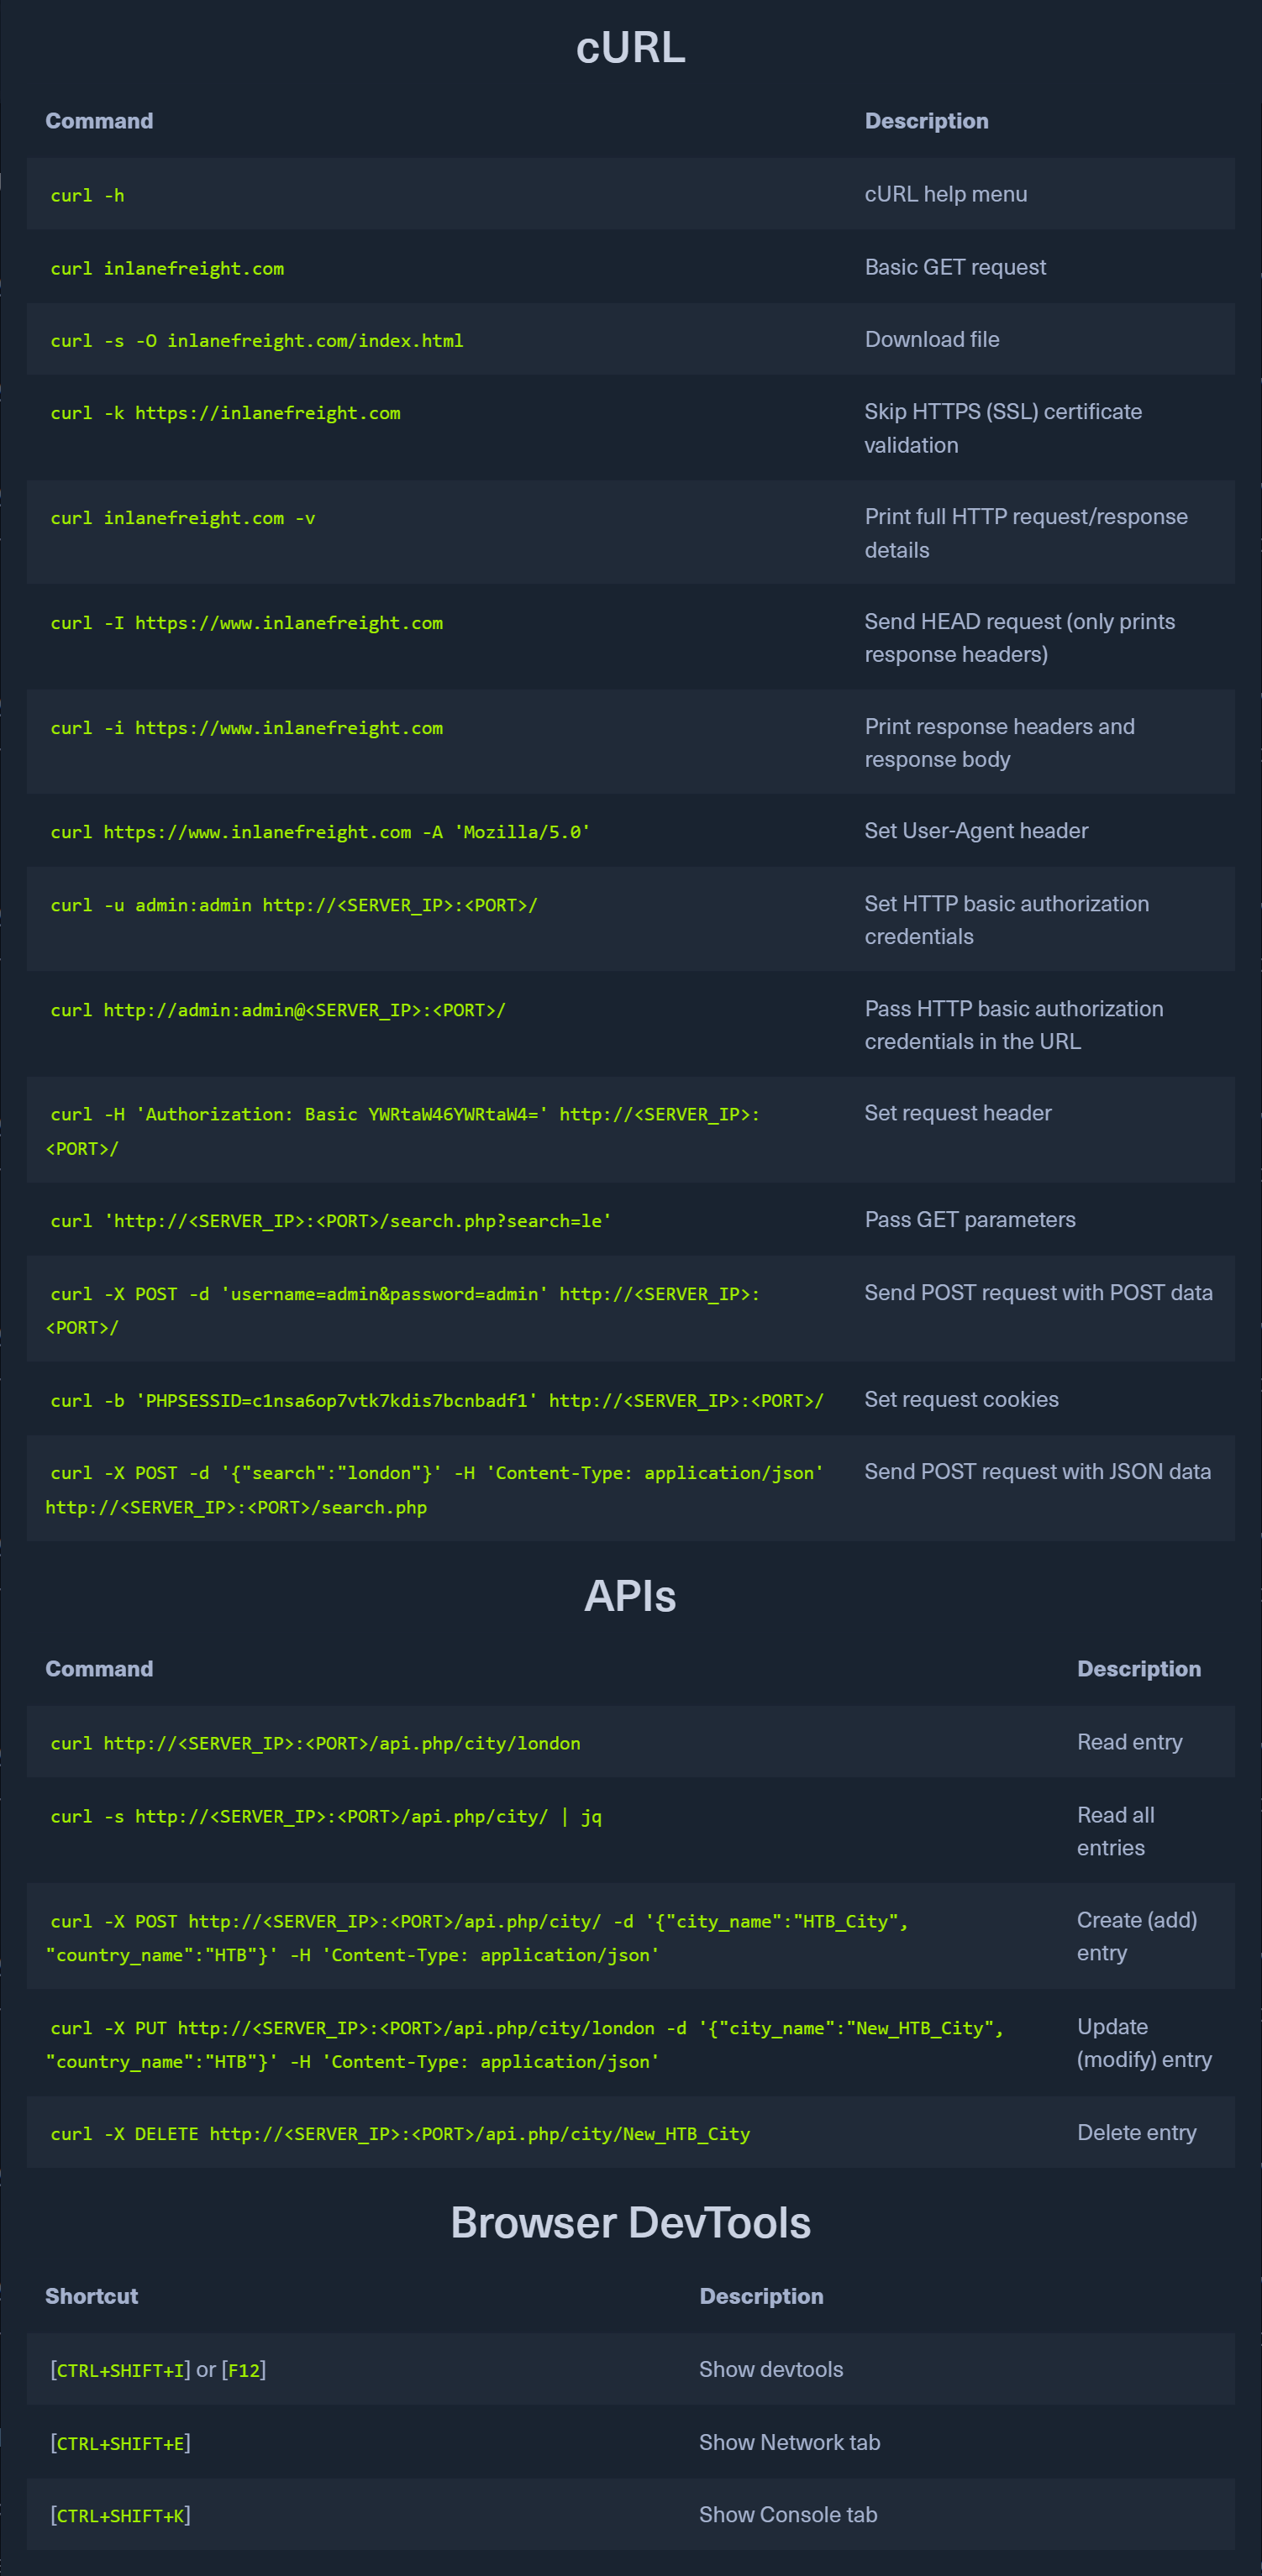 cURL
Command Description
curl -h cURL help menu
curl inlanefreight.com Basic GET request
curl -s -O inlanefreight.com/index.html Download file
curl -k https://inlanefreight.com Skip HTTPS (SSL) certificate
validation
curl inlanefreight.com -v Print full HTTP request/response
details
curl -I https://www.inlanefreight.com Send HEAD request (only prints
response headers)
curl -i https://www.inlanefreight.com Print response headers and
response body
curl https://www.inlanefreight.com -A 'Mozilla/5.0' Set User-Agent header
curl -u admin:admin http://<SERVER_IP>:<PORT>/ Set HTTP basic authorization
credentials
curl http://admin:admin@<SERVER_IP>:<PORT>/ Pass HTTP basic authorization
credentials in the URL
curl -H 'Authorization: Basic YWRtaW46YWRtaW4=' http://<SERVER_IP>: Set request header
<PORT>/
curl 'http://<SERVER_IP>:<PORT>/search.php?search=le' Pass GET parameters
curl -X POST -d 'username=admin&password=admin' http://<SERVER_IP>: Send POST request with POST data
<PORT>/
curl -b 'PHPSESSID=c1nsa6op7vtk7kdis7bcnbadf1' http://<SERVER_IP>:<PORT>/ Set request cookies
curl -X POST -d '{"search":"london"}' -H 'Content-Type: application/json' Send POST request with JSON data
http://<SERVER_IP>:<PORT>/search.php
APIs
Command Description
curl http://<SERVER_IP>:<PORT>/api.php/city/london Read entry
curl -s http://<SERVER_IP>:<PORT>/api.php/city/ | jq Read all
entries
curl -X POST http://<SERVER_IP>:<PORT>/api.php/city/ -d '{"city_name":"HTB_City", Create (add)
"country_name":"HTB"}' -H 'Content-Type: application/json' entry
curl -X PUT http://<SERVER_IP>:<PORT>/api.php/city/london -d '{"city_name":"New_HTB_City", Update
"country_name":"HTB"}' -H 'Content-Type: application/json' (modify) entry
curl -X DELETE http://<SERVER_IP>:<PORT>/api.php/city/New_HTB_City Delete entry
Browser DevTools
Shortcut Description
[CTRL+SHIFT+I] or [F12] Show devtools
[CTRL+SHIFT+E] Show Network tab
[CTRL+SHIFT+K] Show Console tab